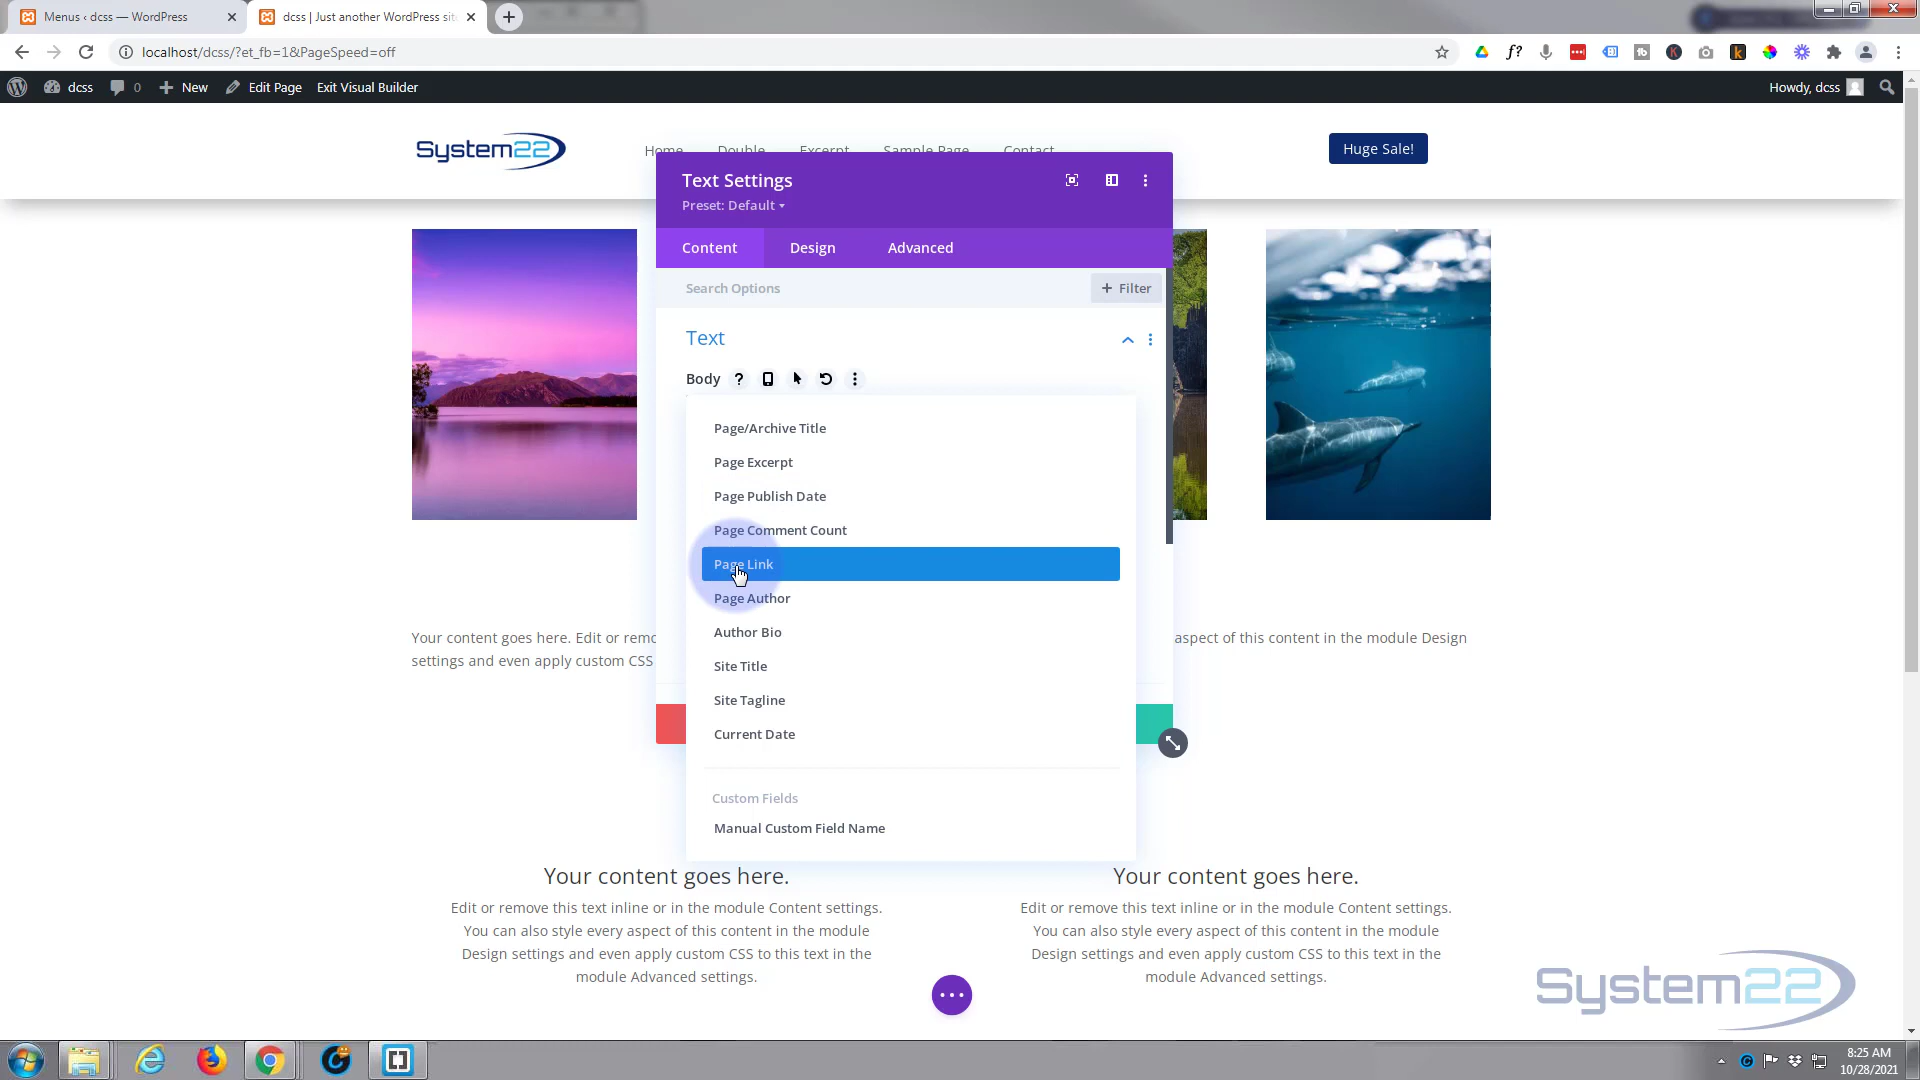 Menus ‹ dcss — WordPress
dcss | Just another WordPress sit
localhost/dcss/?et_fb=1&PageSpeed=off
dcss 0 New Edit Page Exit Visual Builder Howdy, dcss
System22
Home Double Excerpt Sample Page Contact
Huge Sale!
Text Settings
Preset: Default
Content Design Advanced
Search Options
+ Filter
Text
Body
Page/Archive Title
Page Excerpt
Page Publish Date
Page Comment Count
Page Link
Page Author
Author Bio
Site Title
Site Tagline
Current Date
Custom Fields
Manual Custom Field Name
Your content goes here. Edit or remo aspect of this content in the module Design
settings and even apply custom CSS
Your content goes here.
Edit or remove this text inline or in the module Content settings.
You can also style every aspect of this content in the module
Design settings and even apply custom CSS to this text in the
module Advanced settings.
Your content goes here.
Edit or remove this text inline or in the module Content settings.
You can also style every aspect of this content in the module
Design settings and even apply custom CSS to this text in the
module Advanced settings.
System22
8:25 AM
10/28/2021